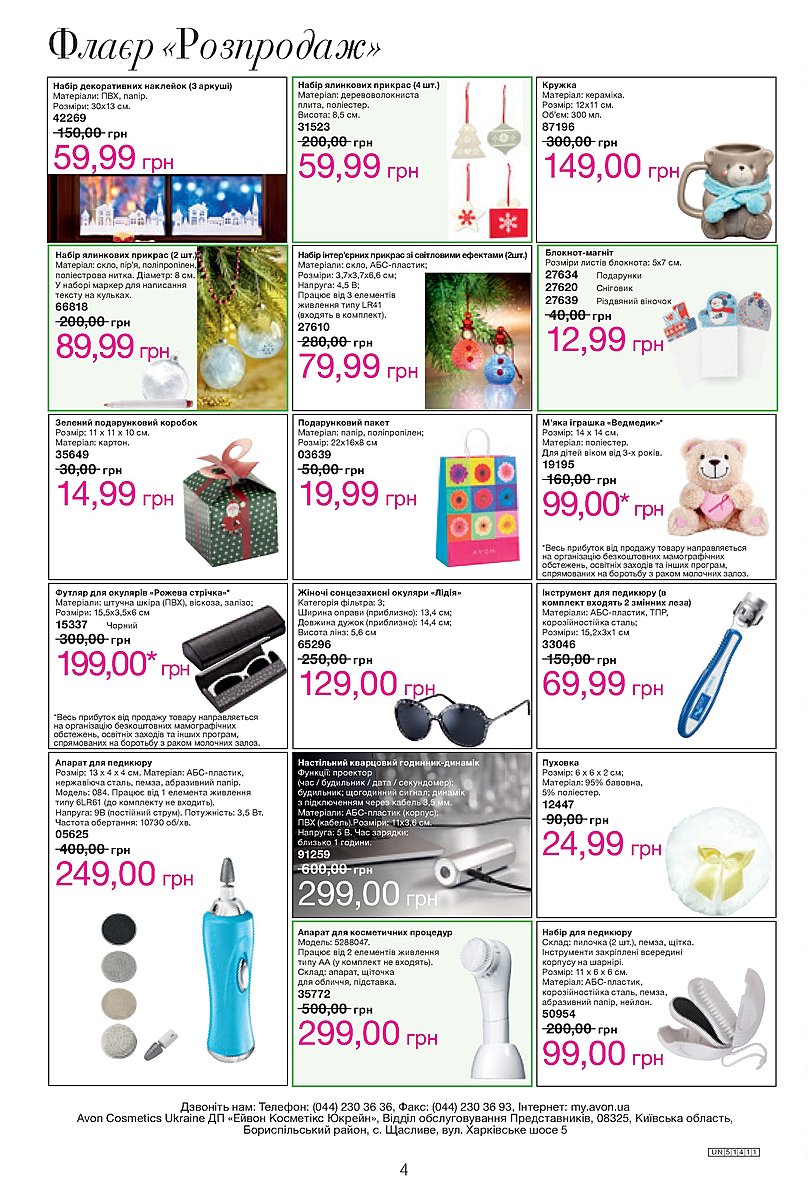 Флаєр «Розпродаж»
Набір декоративних наклейок (3 аркуші)
Матеріали: ПВХ, папір.
Розміри: 30х13 см.
42269
150,00 грн
59,99 грн
Набір ялинкових прикрас (4 шт.)
Матеріал: деревоволокниста
плита, поліестер.
Висота: 8,5 см.
31523
200,00 грн
59,99 грн
Кружка
Матеріал: кераміка.
Розмір: 12х11 см.
Об'єм: 300 мл.
87196
300,00 грн
149,00 грн
Набір ялинкових прикрас (2 шт.)
Матеріал: скло, пір'я, поліпропілен,
поліестрова нитка. Діаметр: 8 см.
У наборі маркер для написання
тексту на кульках.
66818
200,00 грн
89,99 грн
Набір інтер'єрних прикрас зі світловими ефектами (2шт.)
Матеріали: скло, АБС-пластик;
Розміри: 3,7х3,7х6,6 см;
Напруга: 4,5 В;
Працює від 3 елементів
живлення типу LR41
(входять в комплект).
27610
280,00 грн
79,99 грн
Блокнот-магніт
Розміри листів блокнота: 5х7 см.
27634 Подарунки
27620 Сніговик
27639 Різдвяний віночок
40,00 грн
12,99 грн
Зелений подарунковий коробок
Розмір: 11 х 11 х 10 см.
Матеріал: картон.
35649
30,00 грн
14,99 грн
Подарунковий пакет
Матеріал: папір, поліпропілен;
Розмір: 22х16х8 см
03639
50,00 грн
19,99 грн
AVON
М'яка іграшка «Ведмедик»*
Розмір: 14 х 14 см.
Матеріал: поліестер.
Для дітей віком від 3-х років.
19195
160,00 грн
99,00* грн
*Весь прибуток від продажу товару направляється
на організацію безкоштовних мамографічних
обстежень, освітніх заходів та інших програм,
спрямованих на боротьбу з раком молочних залоз.
Футляр для окулярів «Рожева стрічка»*
Матеріали: штучна шкіра (ПВХ), віскоза, залізо;
Розміри: 15,5х3,5х6 см
15337 Чорний
300,00 грн
199,00* грн
*Весь прибуток від продажу товару направляється
на організацію безкоштовних мамографічних
обстежень, освітніх заходів та інших програм,
спрямованих на боротьбу з раком молочних залоз.
Жіночі сонцезахисні окуляри «Лідія»
Категорія фільтра: 3;
Ширина оправи (приблизно): 13,4 см;
Довжина дужок (приблизно): 14,4 см;
Висота лінз: 5,6 см
65296
250,00 грн
129,00 грн
Інструмент для педикюру (в
комплект входять 2 змінних леза)
Матеріали: АБС-пластик, ТПР,
корозійностійка сталь;
Розміри: 15,2х3х1 см
33046
150,00 грн
69,99 грн
Апарат для педикюру
Розмір: 13 х 4 х 4 см. Матеріал: АБС-пластик,
нержавіюча сталь, пемза, абразивний папір.
Модель: 084. Працює від 1 елемента живлення
типу 6LR61 (до комплекту не входить).
Напруга: 9В (постійний струм). Потужність: 3,5 Вт.
Частота обертання: 10730 об/хв.
05625
400,00 грн
249,00 грн
Настільний кварцовий годинник-динамік
Функції: проектор
(час / будильник / дата / секундомер);
будильник; щогодинний сигнал; динамік
з підключенням через кабель 3,5 мм.
Матеріали: АБС-пластик (корпус);
ПВХ (кабель).Розміри: 11х3,6 см.
Напруга: 5 В. Час зарядки:
близько 1 години.
91259
600,00 грн
299,00 грн
Пуховка
Розмір: 6 х 6 х 2 см;
Матеріал: 95% бавовна,
5% поліестер.
12447
90,00 грн
24,99 грн
Апарат для косметичних процедур
Модель: 5288047.
Працює від 2 елементів живлення
типу АА (у комплект не входять).
Склад: апарат, щіточка
для обличчя, підставка.
35772
500,00 грн
299,00 грн
Набір для педикюру
Склад: пилочка (2 шт.), пемза, щітка.
Інструменти закріплені всередині
корпусу на шарнірі.
Розмір: 11 х 6 х 6 см.
Матеріал: АБС-пластик,
корозійностійка сталь, пемза,
абразивний папір, нейлон.
50954
200,00 грн
99,00 грн
Дзвоніть нам: Телефон: (044) 230 36 36, Факс: (044) 230 36 93, Інтернет: my.avon.ua
Avon Cosmetics Ukraine ДП «Ейвон Косметікс Юкрейн», Відділ обслуговування Представників, 08325, Київська область,
Бориспільський район, с. Щасливе, вул. Харківське шосе 5
UN51411
4